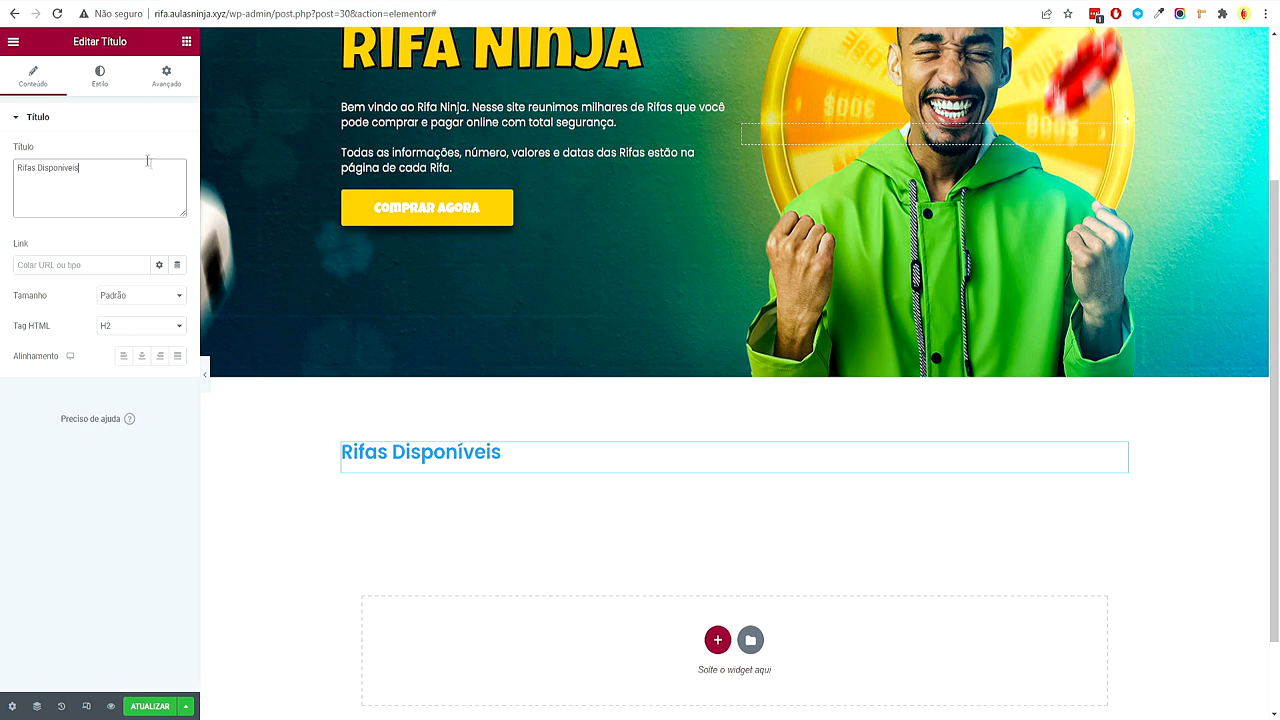 Não seguro
rifa.aulasninja.xyz/wp-admin/post.php?post=30&action=elementor#
1
Editar Título
Conteúdo
Estilo
Avançado
Título
Título
Rifas Disponíveis
Link
Colar URL ou tipo
Tamanho
Padrão
Tag HTML
H2
Alinhamento
Preciso de ajuda ?
ATUALIZAR
RIFA NINJA
Bem vindo ao Rifa Ninja. Nesse site reunimos milhares de Rifas que você
pode comprar e pagar online com total segurança.
Todas as informações, número, valores e datas das Rifas estão na
página de cada Rifa.
COMPRAR AGORA
Rifas Disponíveis
Solte o widget aqui